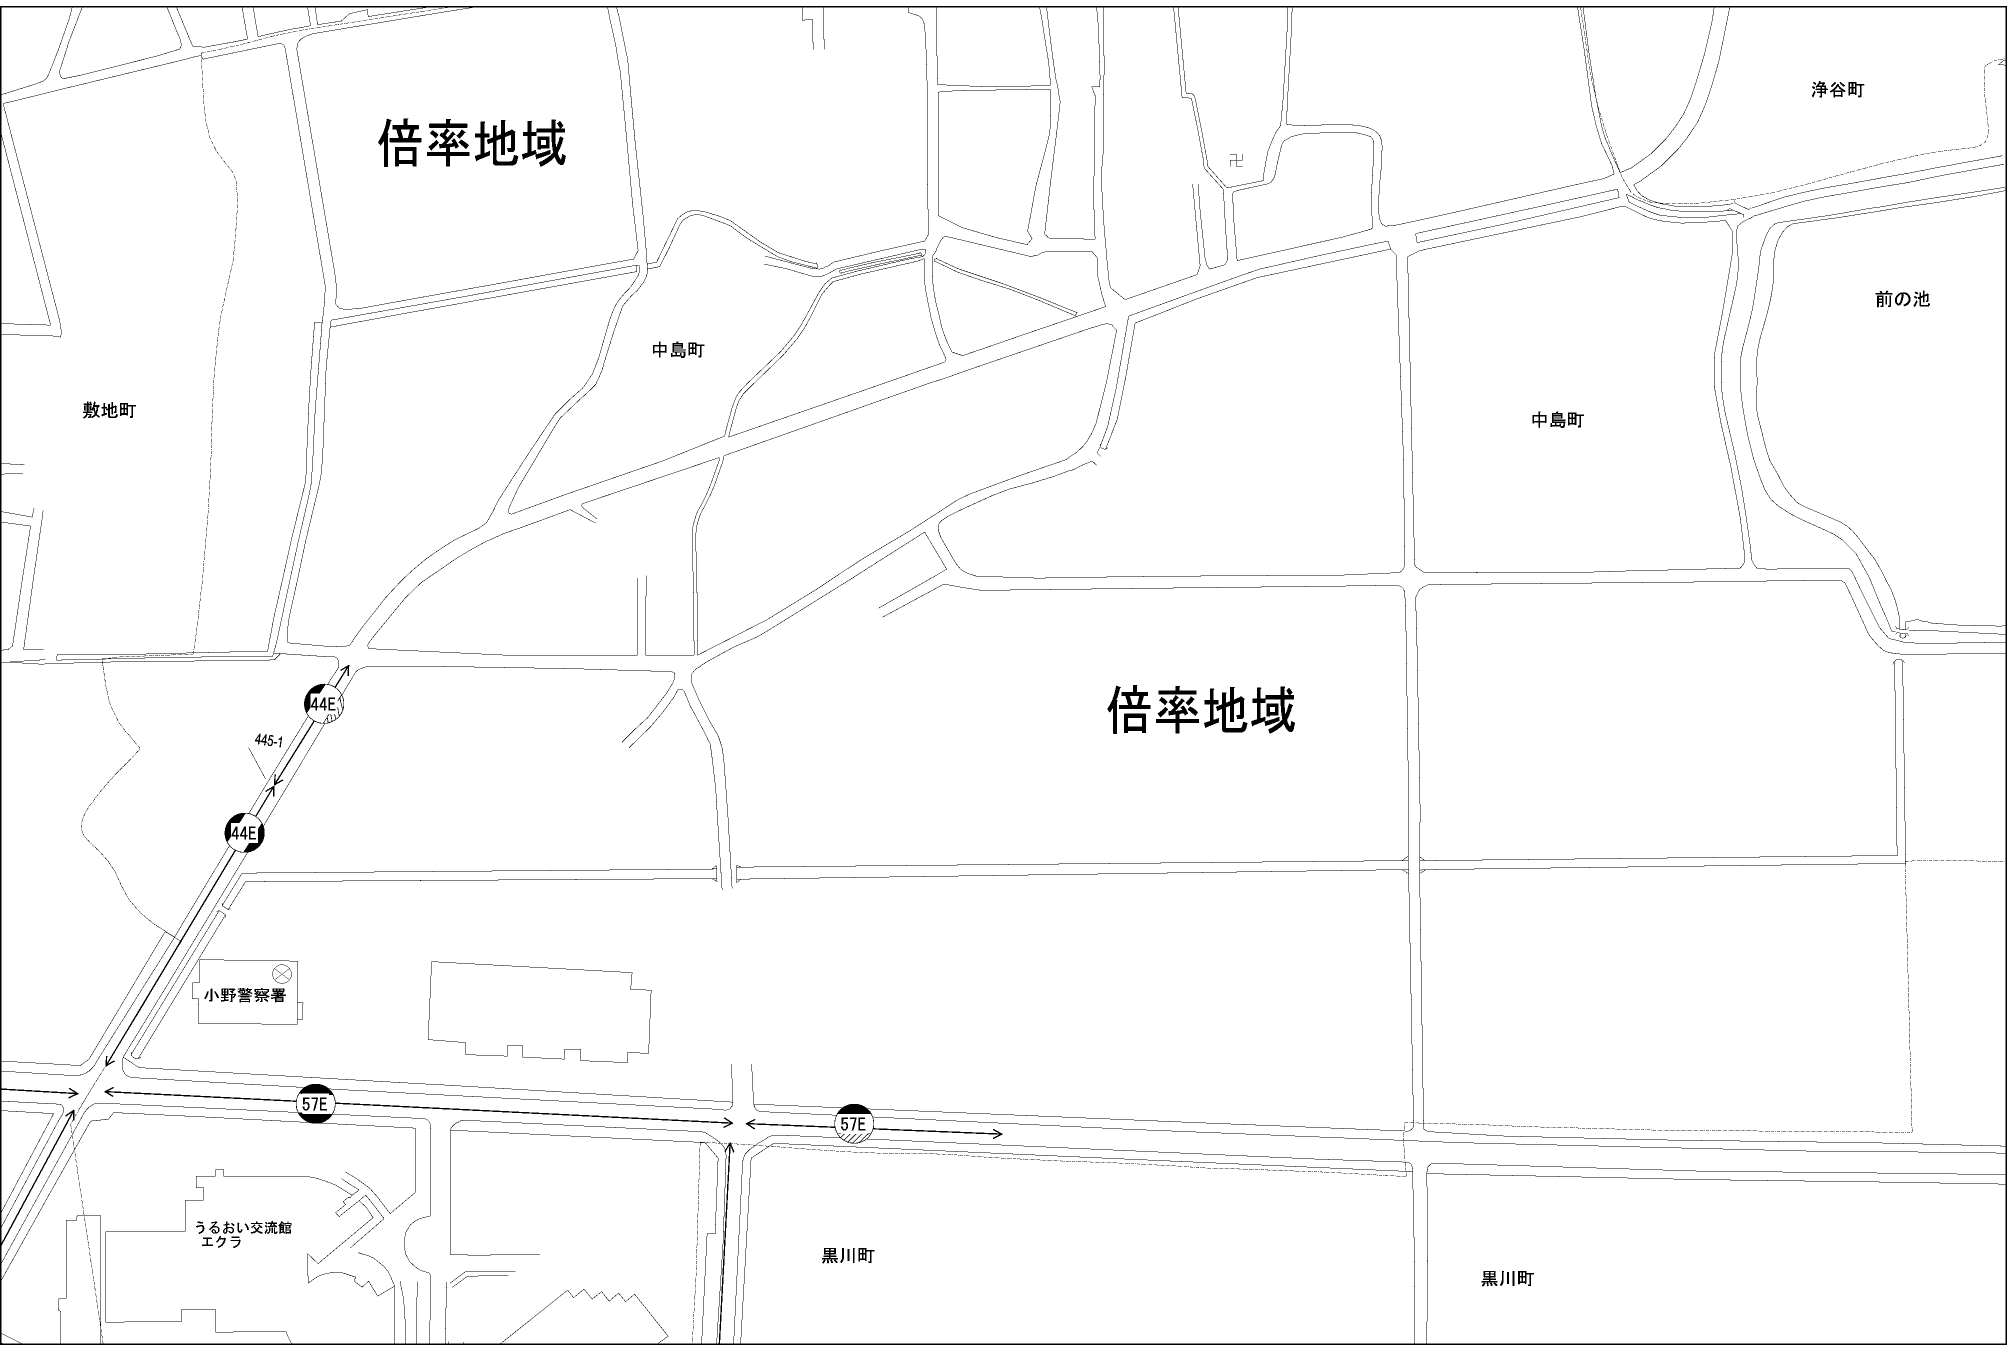 浄谷町
倍率地域
前の池
中島町
敷地町
中島町
44E
倍率地域
445-1
44E
小野警察署
57E
57E
うるおい交流館
エクラ
黒川町
黒川町